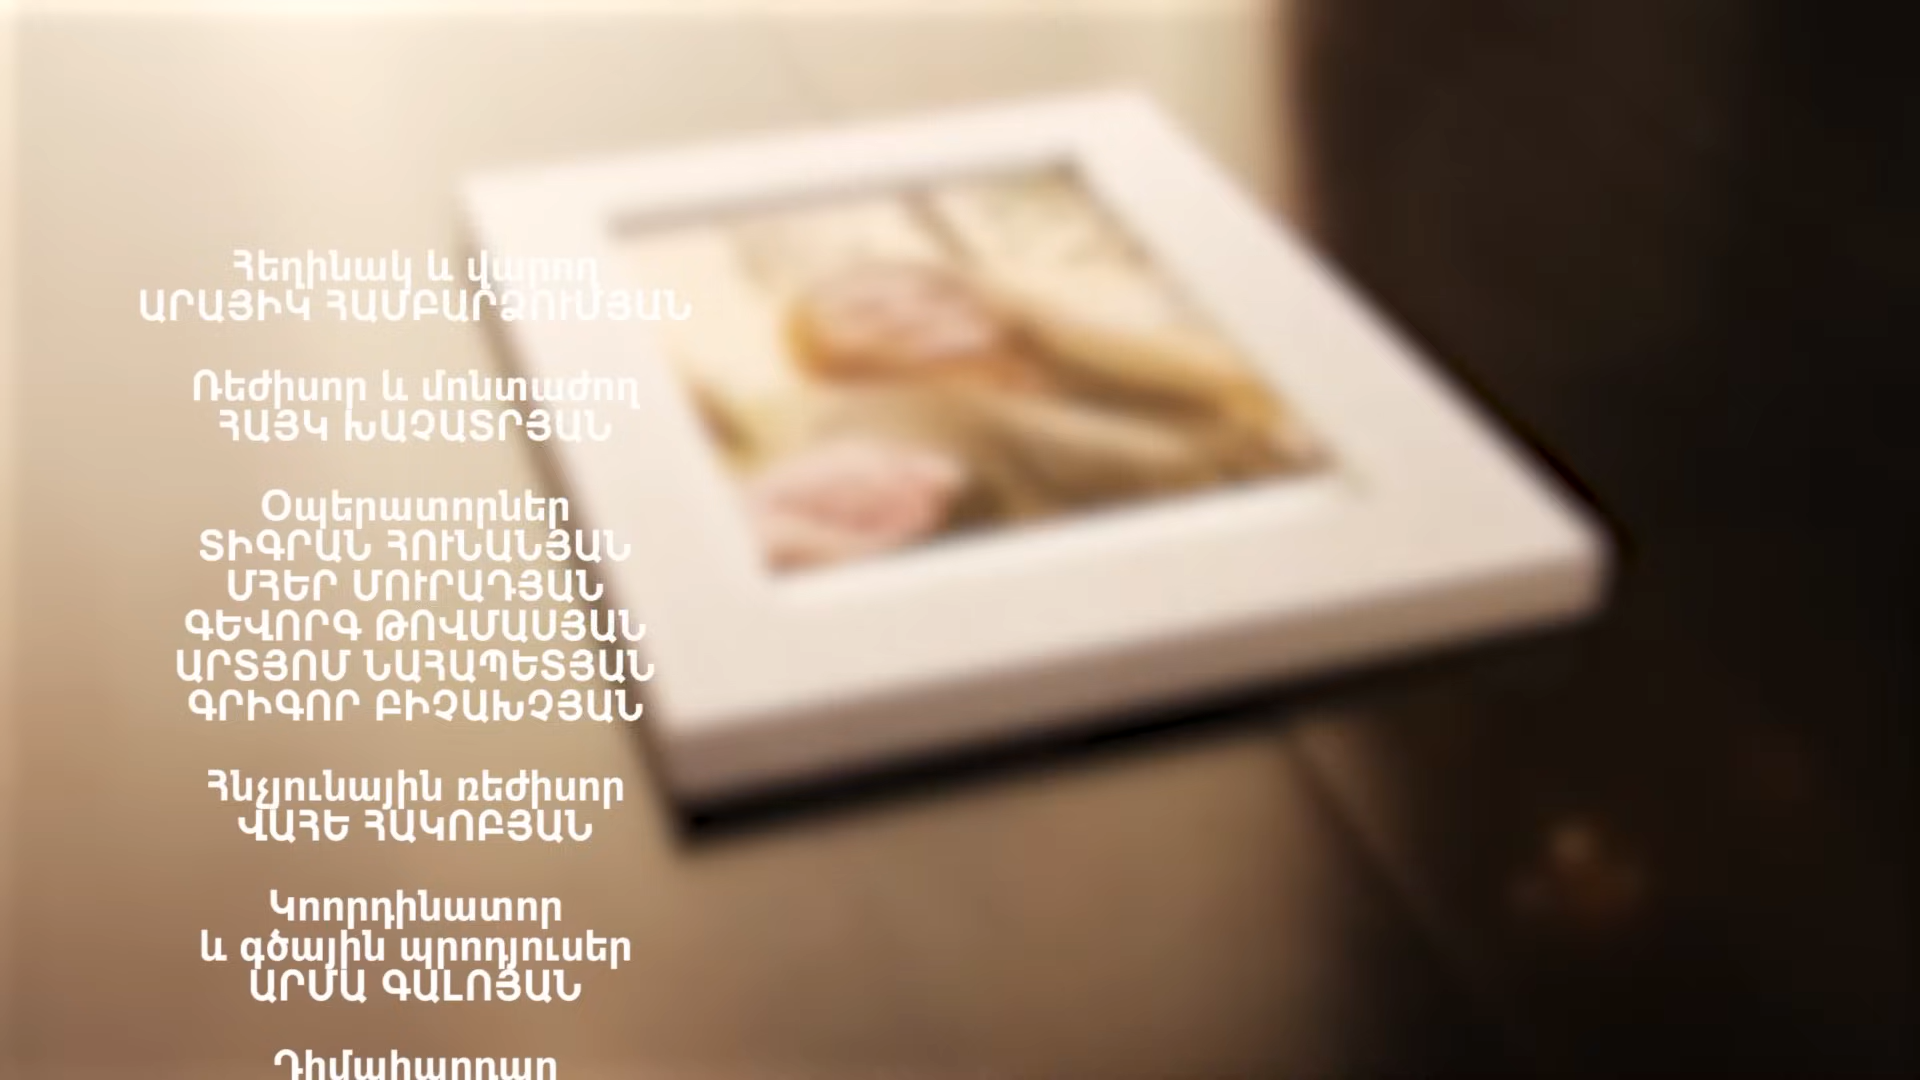 Հեղինակ և վարող
ԱՐԱՅԻԿ ՀԱՄԲԱՐՁՈՒՄՅԱՆ
Ռեժիսոր և մոնտաժող
ՀԱՅԿ ԽԱՉԱՏՐՅԱՆ
Օպերատորներ
ՏԻԳՐԱՆ ՀՈՒՆԱՆՅԱՆ
ՄՀԵՐ ՄՈՒՐԱԴՅԱՆ
ԳԵՎՈՐԳ ԹՈՎՄԱՍՅԱՆ
ԱՐՏՅՈՄ ՆԱՀԱՊԵՏՅԱՆ
ԳՐԻԳՈՐ ԲԻՉԱԽՉՅԱՆ
Հնչյունային ռեժիսոր
ՎԱՀԵ ՀԱԿՈԲՅԱՆ
Կոորդինատոր
և գծային պրոդյուսեր
ԱՐՄԱ ԳԱԼՈՅԱՆ
Դիմահարդար